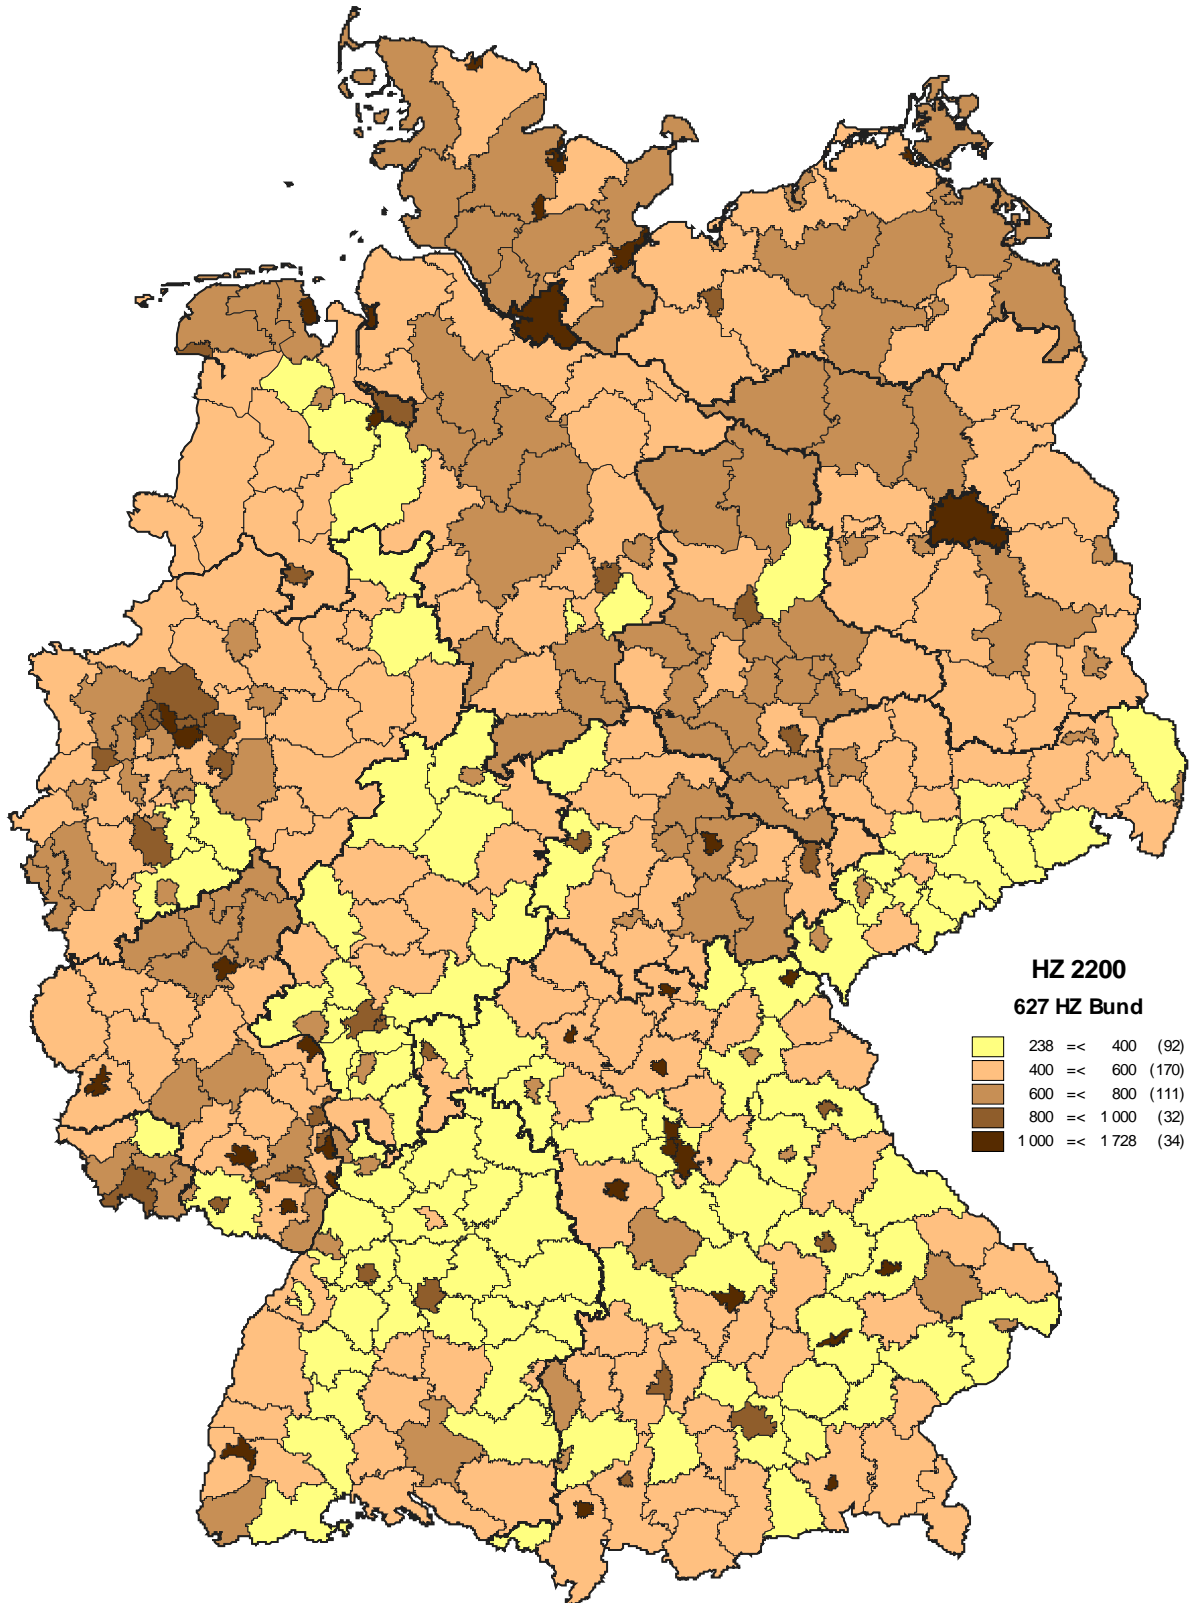 HZ 2200
627 HZ Bund
238 =< 400 (92)
400 =< 600 (170)
600 =< 800 (111)
800 =< 1 000 (32)
1 000 =< 1 728 (34)